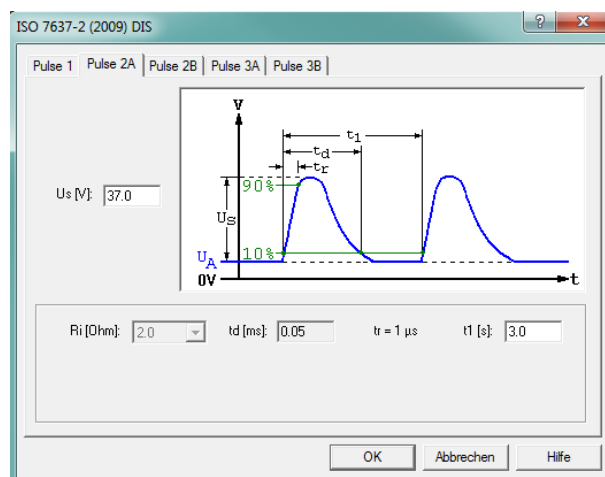 ISO 7637-2 (2009) DIS
?
X
Pulse 1
Pulse 2A
Pulse 2B
Pulse 3A
Pulse 3B
V
t1
td
tr
90%
Us [V]: 37.0
US
10%
UA
0V
t
Ri [Ohm]: 2.0
td [ms]: 0.05
tr = 1 µs
t1 [s]: 3.0
OK
Abbrechen
Hilfe